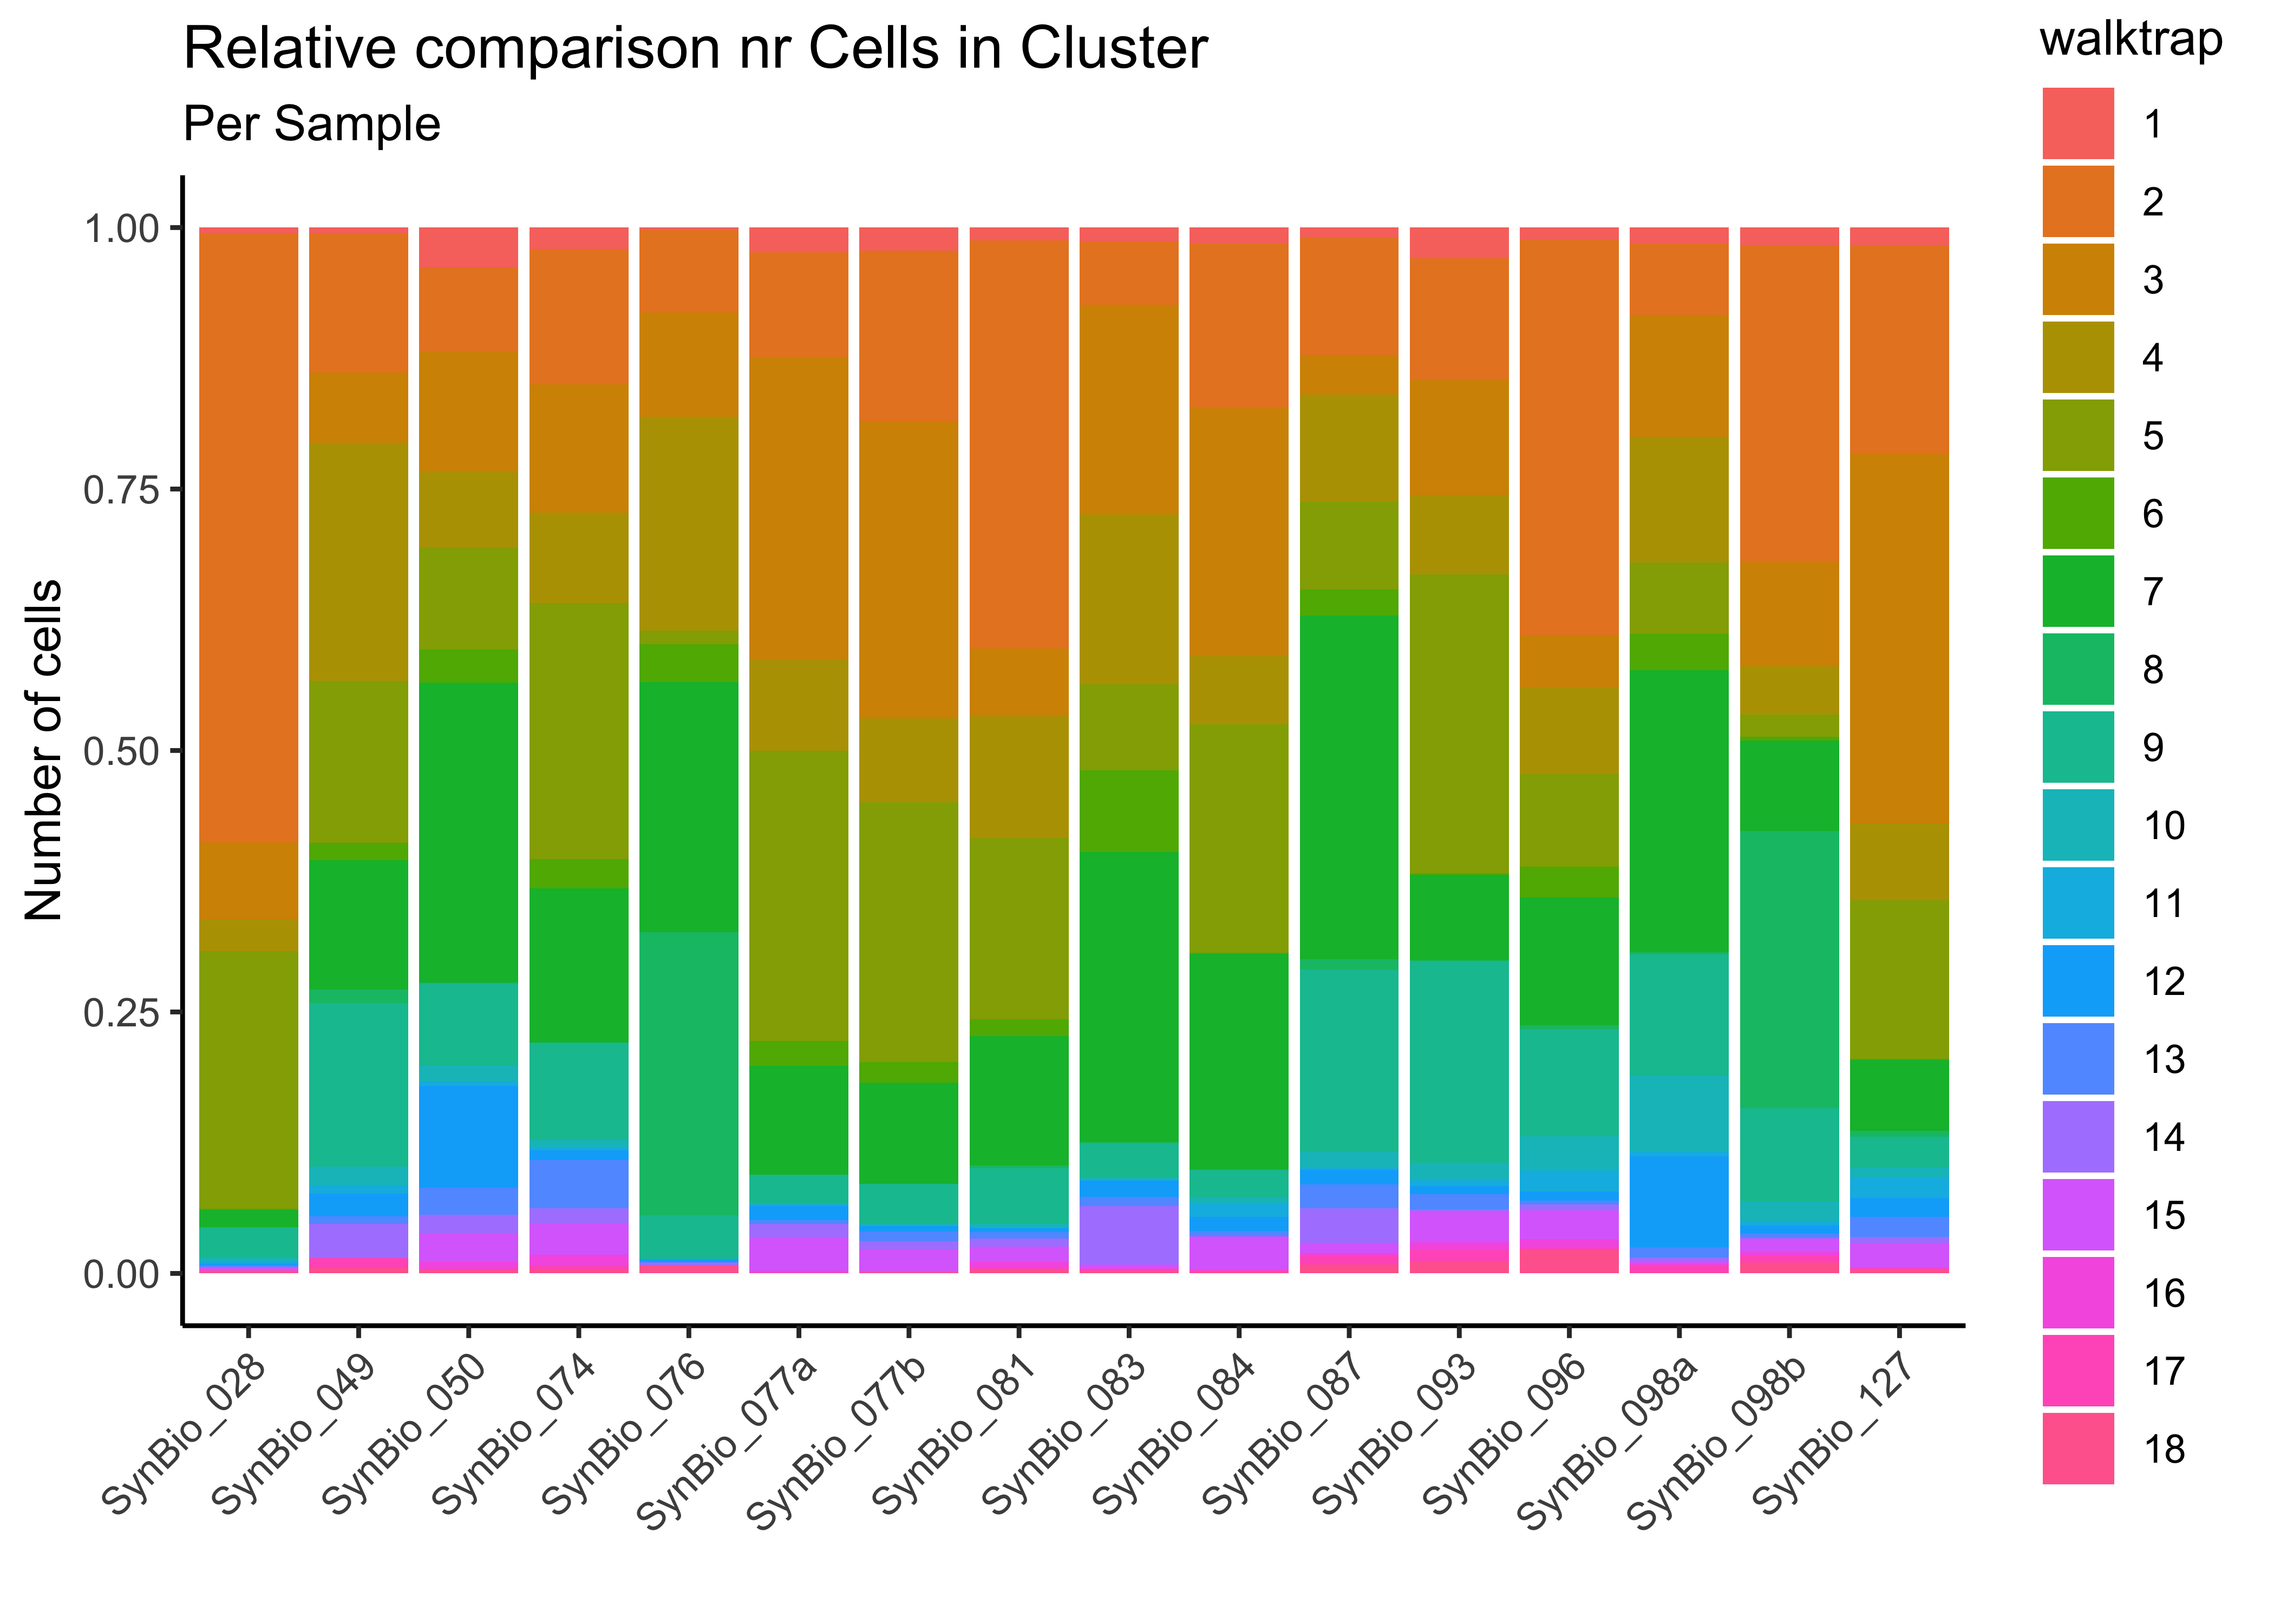 Relative comparison nr Cells in Cluster
Per Sample
Number of cells
1.00
0.75
0.50
0.25
0.00
SynBio_028
SynBio_049
SynBio_050
SynBio_074
SynBio_076
SynBio_077a
SynBio_077b
SynBio_081
SynBio_083
SynBio_084
SynBio_087
SynBio_093
SynBio_096
SynBio_098a
SynBio_098b
SynBio_127
walktrap
1
2
3
4
5
6
7
8
9
10
11
12
13
14
15
16
17
18